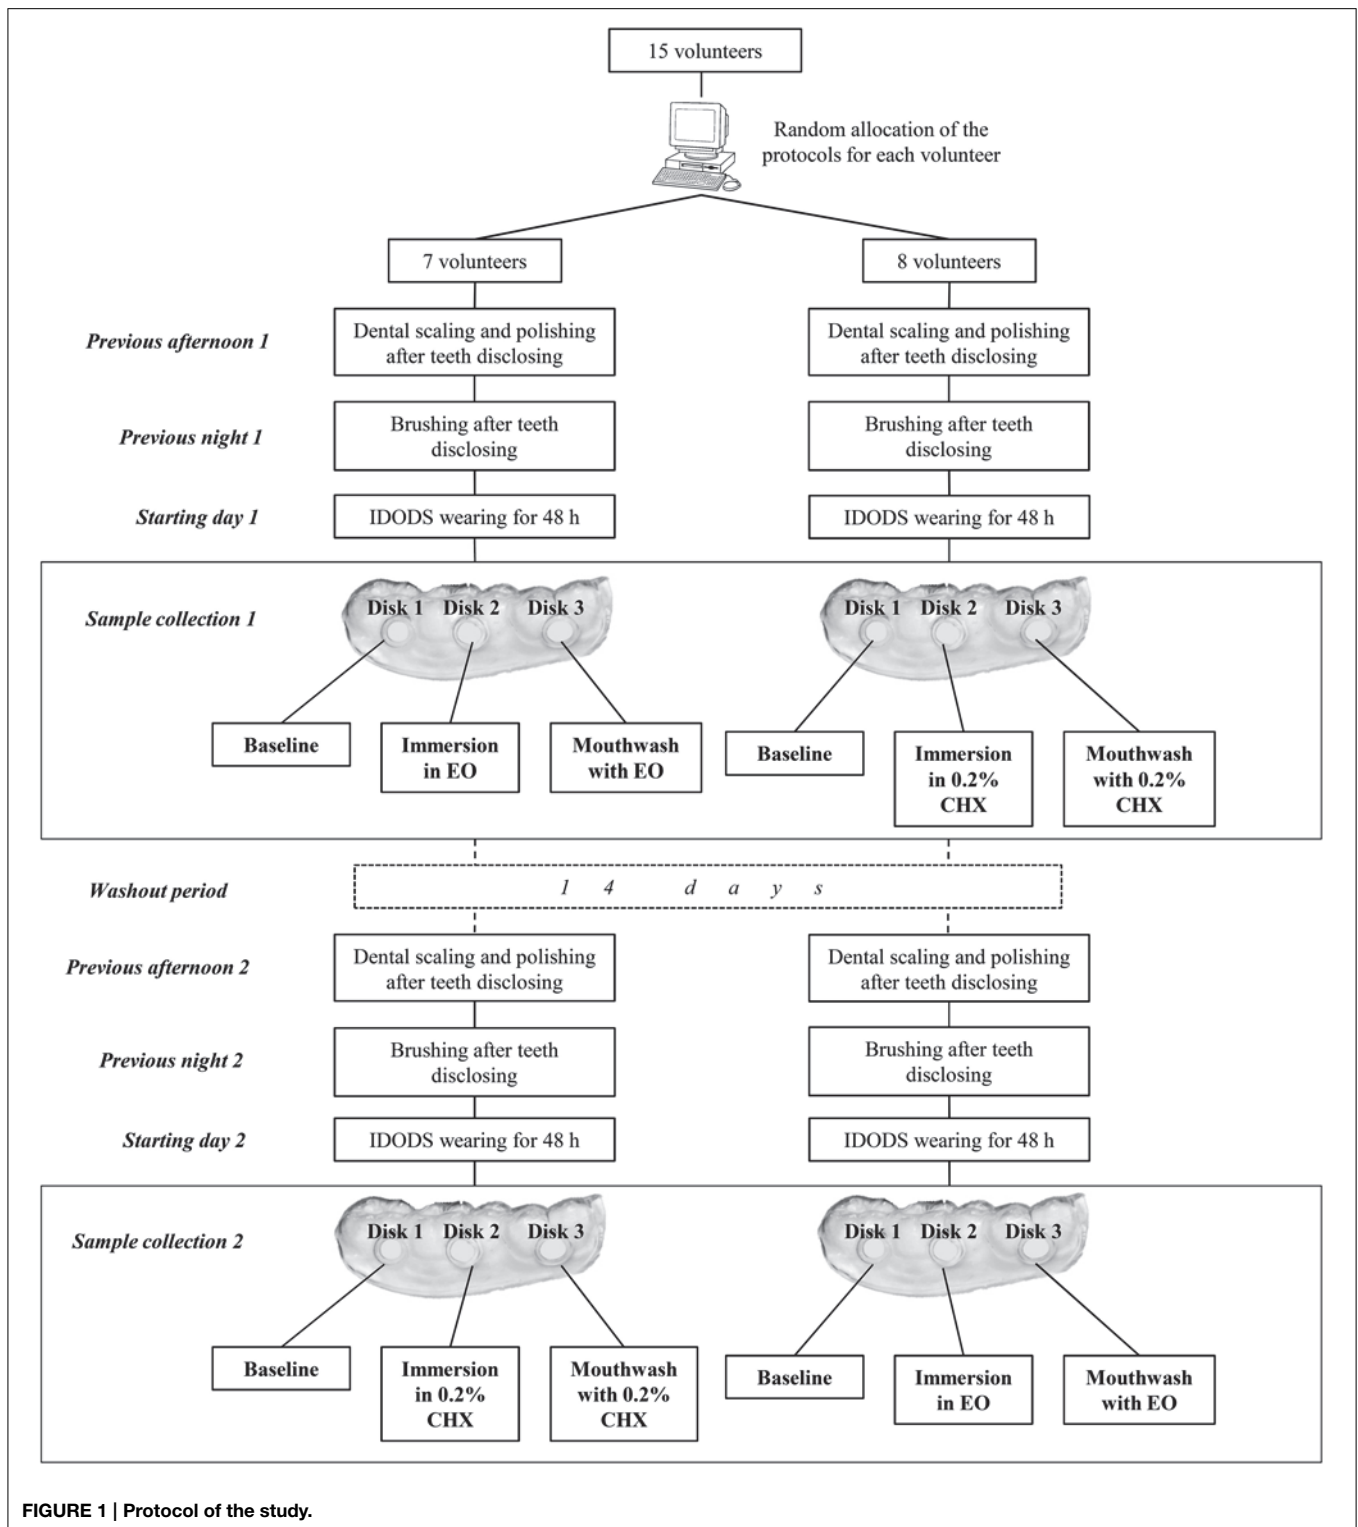 15 volunteers
Random allocation of the
protocols for each volunteer
7 volunteers
8 volunteers
Previous afternoon 1
Dental scaling and polishing
after teeth disclosing
Dental scaling and polishing
after teeth disclosing
Previous night 1
Brushing after teeth
disclosing
Brushing after teeth
disclosing
Starting day 1
IDODS wearing for 48 h
IDODS wearing for 48 h
Sample collection 1
Disk 1 Disk 2 Disk 3
Disk 1 Disk 2 Disk 3
Baseline
Immersion
in EO
Mouthwash
with EO
Baseline
Immersion
in 0.2%
CHX
Mouthwash
with 0.2%
CHX
Washout period
14 days
Previous afternoon 2
Dental scaling and polishing
after teeth disclosing
Dental scaling and polishing
after teeth disclosing
Previous night 2
Brushing after teeth
disclosing
Brushing after teeth
disclosing
Starting day 2
IDODS wearing for 48 h
IDODS wearing for 48 h
Sample collection 2
Disk 1 Disk 2 Disk 3
Disk 1 Disk 2 Disk 3
Baseline
Immersion
in 0.2%
CHX
Mouthwash
with 0.2%
CHX
Baseline
Immersion
in EO
Mouthwash
with EO
FIGURE 1 | Protocol of the study.